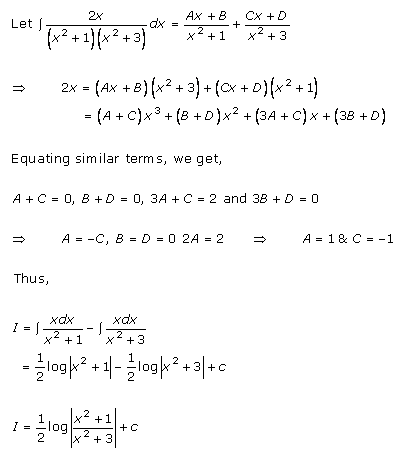 Let ∫ 2x/((x²+1)(x²+3)) dx = (Ax+B)/(x²+1) + (Cx+D)/(x²+3)
⇒ 2x = (Ax+B)(x²+3)+(Cx+D)(x²+1)
= (A+C)x³+(B+D)x²+(3A+C)x+(3B+D)
Equating similar terms, we get,
A+C=0, B+D=0, 3A+C=2 and 3B+D=0
⇒ A=-C, B=D=0 2A=2 ⇒ A=1 & C=-1
Thus,
I = ∫ xdx/(x²+1) - ∫ xdx/(x²+3)
= 1/2 log|x²+1| - 1/2 log|x²+3| + c
I = 1/2 log|(x²+1)/(x²+3)| + c